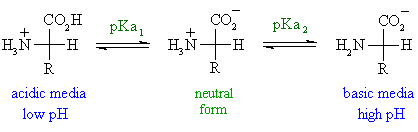 CO₂H pKa₁ CO₂⁻ pKa₂ CO₂⁻
H₃N⁺ H H₃N⁺ H H₂N H
R R R
acidic media neutral basic media
low pH form high pH